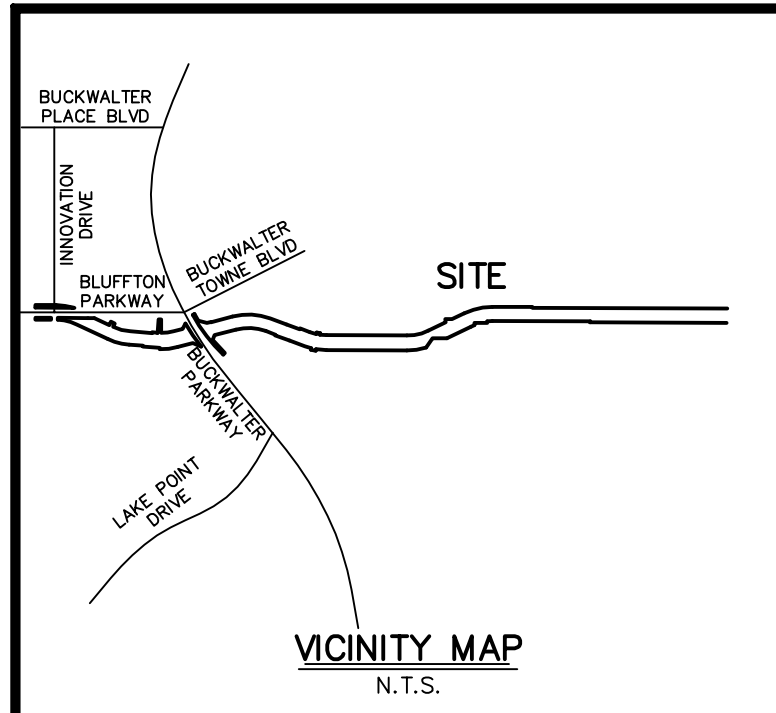 BUCKWALTER
PLACE BLVD
INNOVATION
DRIVE
BUCKWALTER
TOWNE BLVD
BLUFFTON
PARKWAY
SITE
BUCKWALTER
PARKWAY
LAKE POINT
DRIVE
VICINITY MAP
N.T.S.